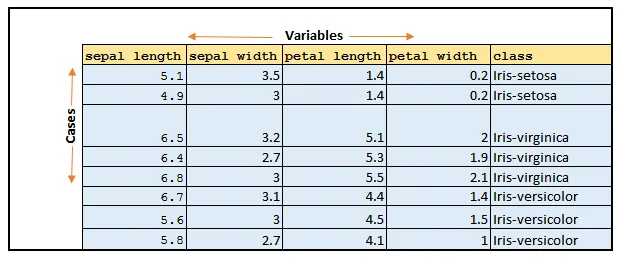 Variables
sepal length sepal width petal length petal width class
5.1 3.5 1.4 0.2 Iris-setosa
4.9 3 1.4 0.2 Iris-setosa
Cases
6.5 3.2 5.1 2 Iris-virginica
6.4 2.7 5.3 1.9 Iris-virginica
6.8 3 5.5 2.1 Iris-virginica
6.7 3.1 4.4 1.4 Iris-versicolor
5.6 3 4.5 1.5 Iris-versicolor
5.8 2.7 4.1 1 Iris-versicolor